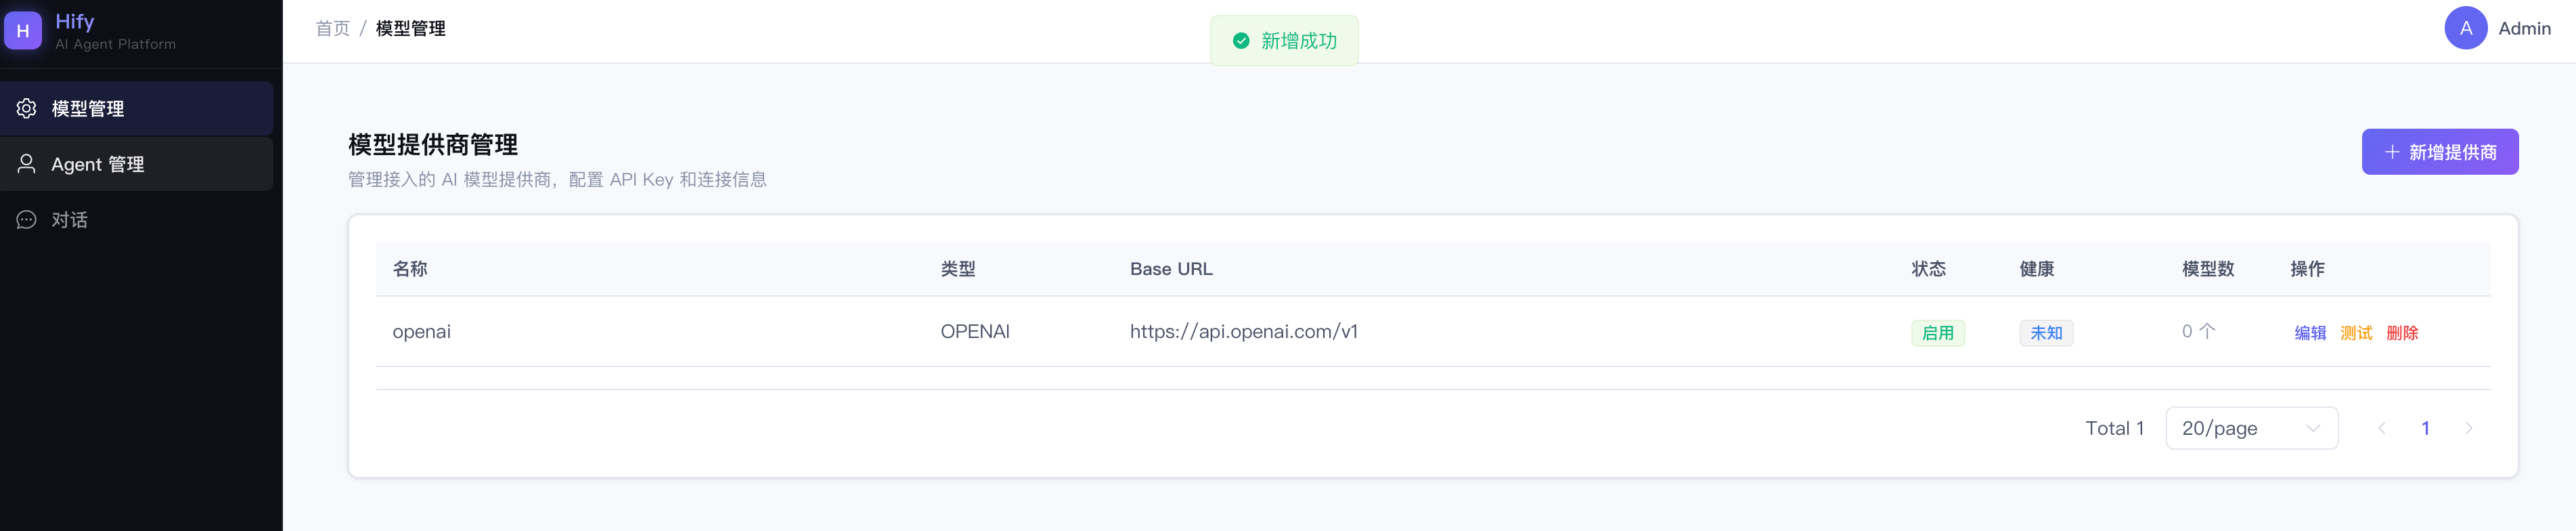 H
Hify
AI Agent Platform
模型管理
Agent 管理
对话
首页 / 模型管理
新增成功
A
Admin
模型提供商管理
管理接入的 AI 模型提供商，配置 API Key 和连接信息
新增提供商
名称 类型 Base URL 状态 健康 模型数 操作
openai OPENAI https://api.openai.com/v1 启用 未知 0 个 编辑 测试 删除
Total 1 20/page 1